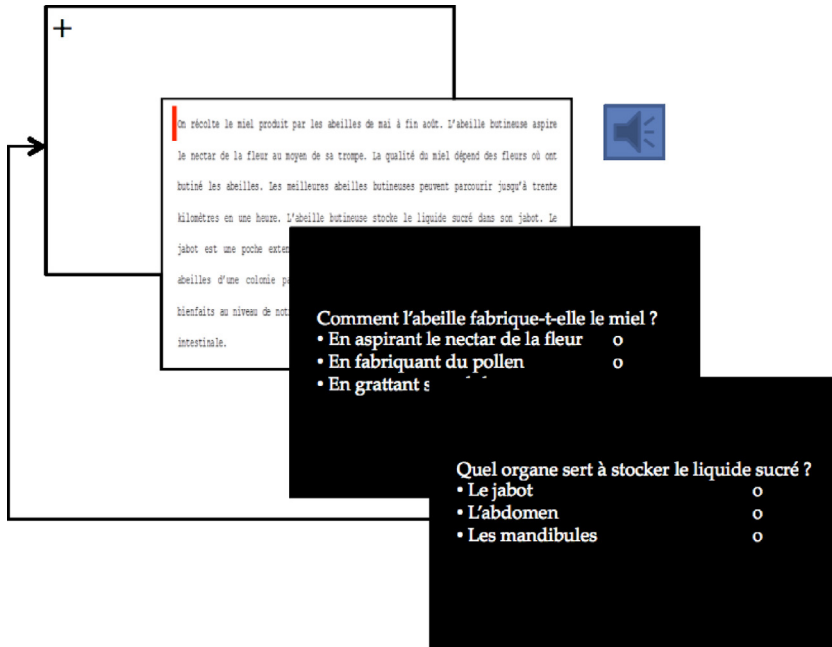 +
On récolte le miel produit par les abeilles de mai à fin août. L'abeille butineuse aspire
le nectar de la fleur au moyen de sa trompe. La qualité du miel dépend des fleurs où ont
butiné les abeilles. Les meilleures abeilles butineuses peuvent parcourir jusqu'à trente
kilomètres en une heure. L'abeille butineuse stocke le liquide sucré dans son jabot. Le
jabot est une poche
abeilles d'une colonie
bienfaits au niveau de
intestinale.
Comment l'abeille fabrique-t-elle le miel ?
• En aspirant le nectar de la fleur o
• En fabriquant du pollen o
• En grattant
Quel organe sert à stocker le liquide sucré ?
• Le jabot o
• L'abdomen o
• Les mandibules o